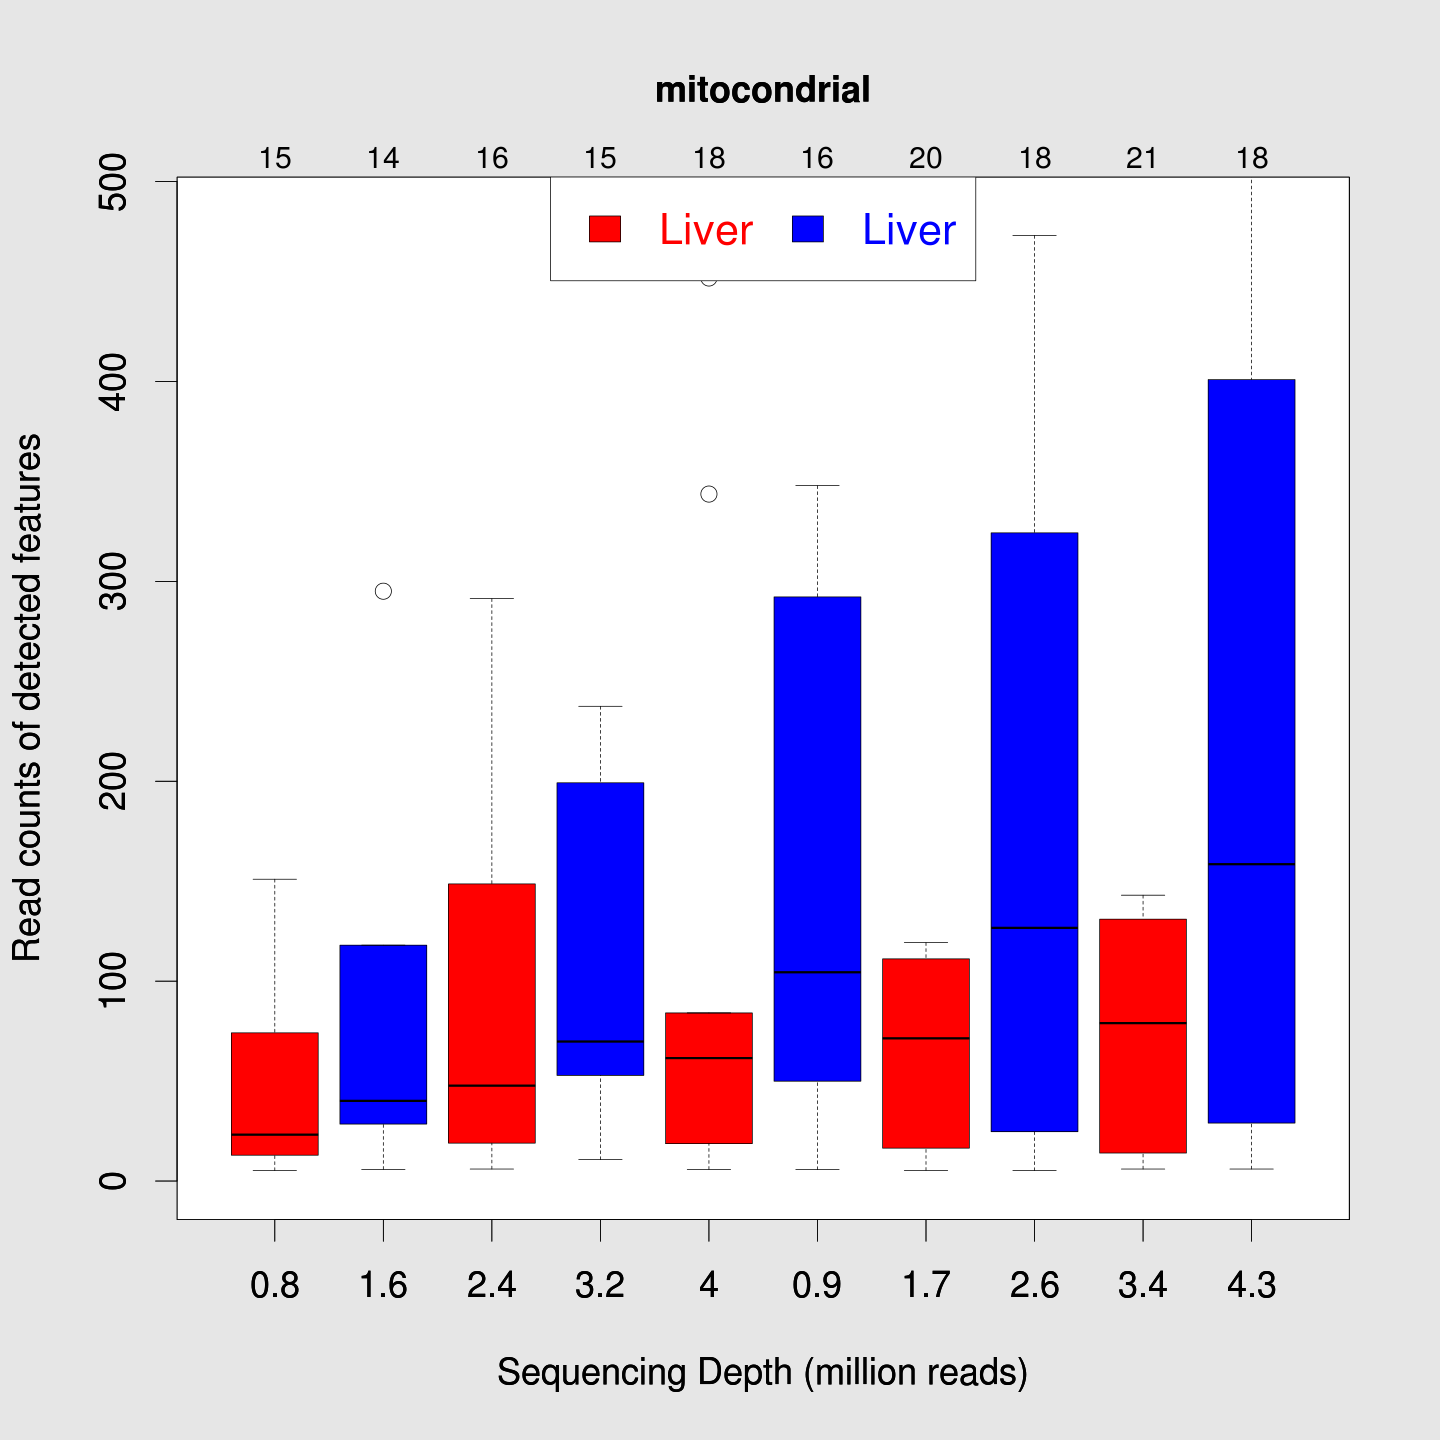 mitocondrial
15 14 16 15 18 16 20 18 21 18
Liver Liver
500
400
300
200
100
0
Read counts of detected features
0.8 1.6 2.4 3.2 4 0.9 1.7 2.6 3.4 4.3
Sequencing Depth (million reads)